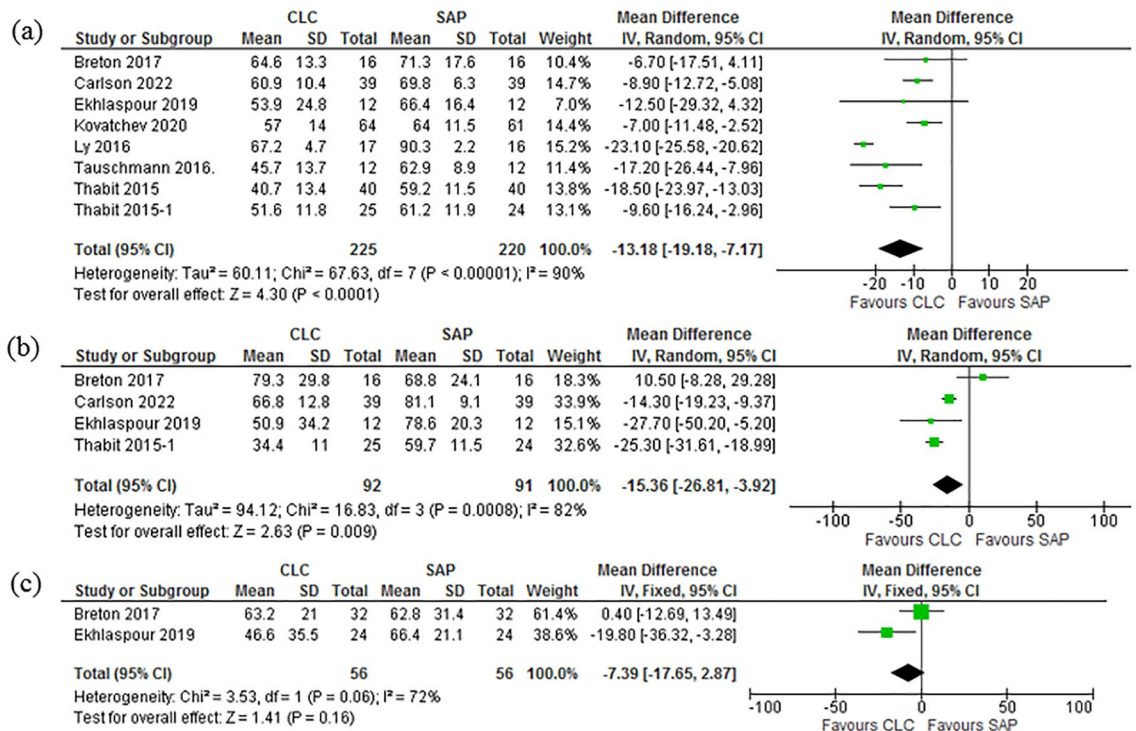 (a)
CLC SAP Mean Difference Mean Difference
Study or Subgroup Mean SD Total Mean SD Total Weight IV, Random, 95% CI IV, Random, 95% CI
Breton 2017 64.6 13.3 16 71.3 17.6 16 10.4% -6.70 [-17.51, 4.11]
Carlson 2022 60.9 10.4 39 69.8 6.3 39 14.7% -8.90 [-12.72, -5.08]
Ekhlaspour 2019 53.9 24.8 12 66.4 16.4 12 7.0% -12.50 [-29.32, 4.32]
Kovatchev 2020 57 14 64 64 11.5 61 14.4% -7.00 [-11.48, -2.52]
Ly 2016 67.2 4.7 17 90.3 2.2 16 15.2% -23.10 [-25.58, -20.62]
Tauschmann 2016. 45.7 13.7 12 62.9 8.9 12 11.4% -17.20 [-26.44, -7.96]
Thabit 2015 40.7 13.4 40 59.2 11.5 40 13.8% -18.50 [-23.97, -13.03]
Thabit 2015-1 51.6 11.8 25 61.2 11.9 24 13.1% -9.60 [-16.24, -2.96]
Total (95% CI) 225 220 100.0% -13.18 [-19.18, -7.17]
Heterogeneity: Tau² = 60.11; Chi² = 67.63, df = 7 (P < 0.00001); I² = 90%
Test for overall effect: Z = 4.30 (P < 0.0001)
-20 -10 0 10 20
Favours CLC Favours SAP
(b)
CLC SAP Mean Difference Mean Difference
Study or Subgroup Mean SD Total Mean SD Total Weight IV, Random, 95% CI IV, Random, 95% CI
Breton 2017 79.3 29.8 16 68.8 24.1 16 18.3% 10.50 [-8.28, 29.28]
Carlson 2022 66.8 12.8 39 81.1 9.1 39 33.9% -14.30 [-19.23, -9.37]
Ekhlaspour 2019 50.9 34.2 12 78.6 20.3 12 15.1% -27.70 [-50.20, -5.20]
Thabit 2015-1 34.4 11 25 59.7 11.5 24 32.6% -25.30 [-31.61, -18.99]
Total (95% CI) 92 91 100.0% -15.36 [-26.81, -3.92]
Heterogeneity: Tau² = 94.12; Chi² = 16.83, df = 3 (P = 0.0008); I² = 82%
Test for overall effect: Z = 2.63 (P = 0.009)
-100 -50 0 50 100
Favours CLC Favours SAP
(c)
CLC SAP Mean Difference Mean Difference
Study or Subgroup Mean SD Total Mean SD Total Weight IV, Fixed, 95% CI IV, Fixed, 95% CI
Breton 2017 63.2 21 32 62.8 31.4 32 61.4% 0.40 [-12.69, 13.49]
Ekhlaspour 2019 46.6 35.5 24 66.4 21.1 24 38.6% -19.80 [-36.32, -3.28]
Total (95% CI) 56 56 100.0% -7.39 [-17.65, 2.87]
Heterogeneity: Chi² = 3.53, df = 1 (P = 0.06); I² = 72%
Test for overall effect: Z = 1.41 (P = 0.16)
-100 -50 0 50 100
Favours CLC Favours SAP